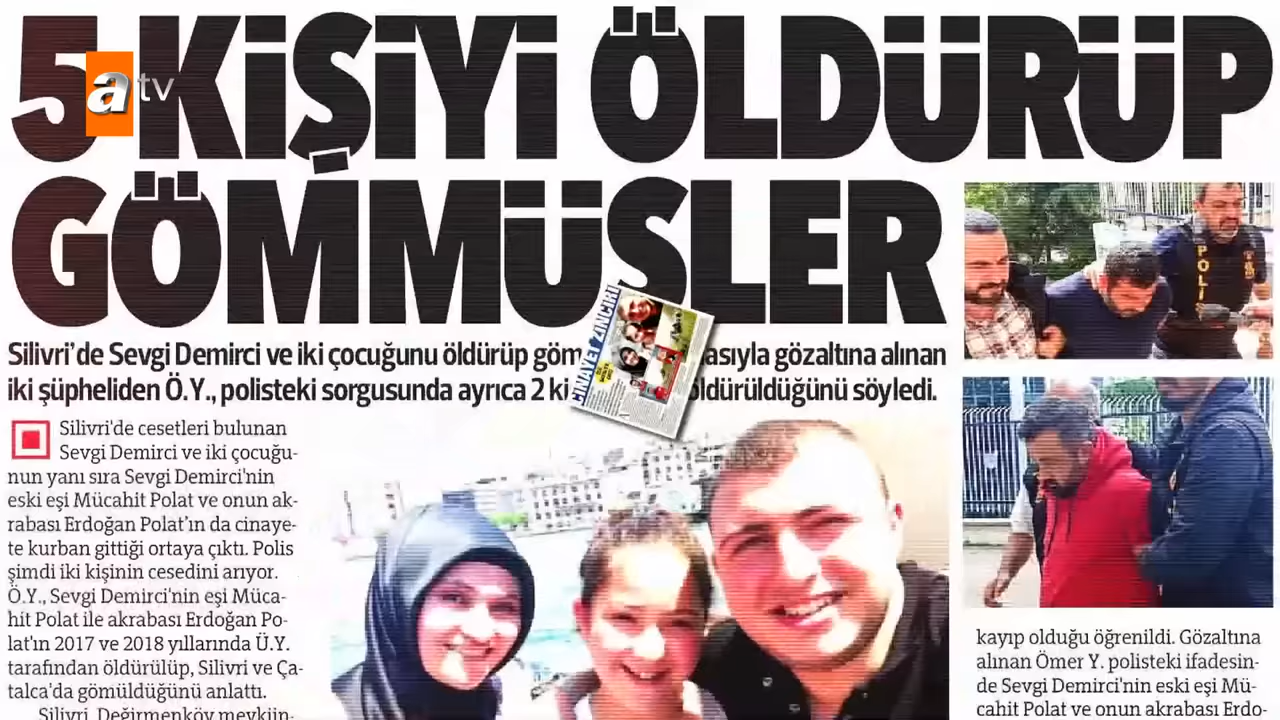 5 KİŞİYİ ÖLDÜRÜP
a tv
GÖMMÜŞLER
Silivri'de Sevgi Demirci ve iki çocuğunu öldürüp göm asıyla gözaltına alınan
iki şüpheliden Ö.Y., polisteki sorgusunda ayrıca 2 ki öldürüldüğünü söyledi.
CİNAYET ZİNCİRİ
Silivri'de cesetleri bulunan
Sevgi Demirci ve iki çocuğu-
nun yanı sıra Sevgi Demirci'nin
eski eşi Mücahit Polat ve onun ak-
rabası Erdoğan Polat'ın da cinaye-
te kurban gittiği ortaya çıktı. Polis
şimdi iki kişinin cesedini arıyor.
Ö.Y., Sevgi Demirci'nin eşi Müca-
hit Polat ile akrabası Erdoğan Po-
lat'ın 2017 ve 2018 yıllarında Ü.Y.
tarafından öldürülüp, Silivri ve Ça-
talca'da gömüldüğünü anlattı.
Silivri, Değirmenköy mevkiin-
POLİS
kayıp olduğu öğrenildi. Gözaltına
alınan Ömer Y. polisteki ifadesin-
de Sevgi Demirci'nin eski eşi Mü-
cahit Polat ve onun akrabası Erdo-